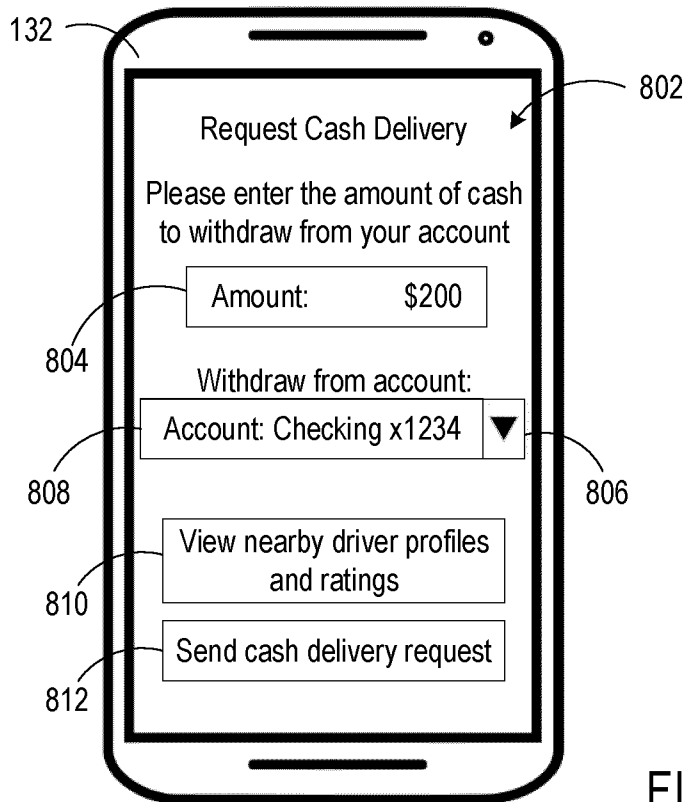 132
802
Request Cash Delivery
Please enter the amount of cash
to withdraw from your account
Amount: $200
804
Withdraw from account:
Account: Checking x1234
808
806
View nearby driver profiles
and ratings
810
Send cash delivery request
812